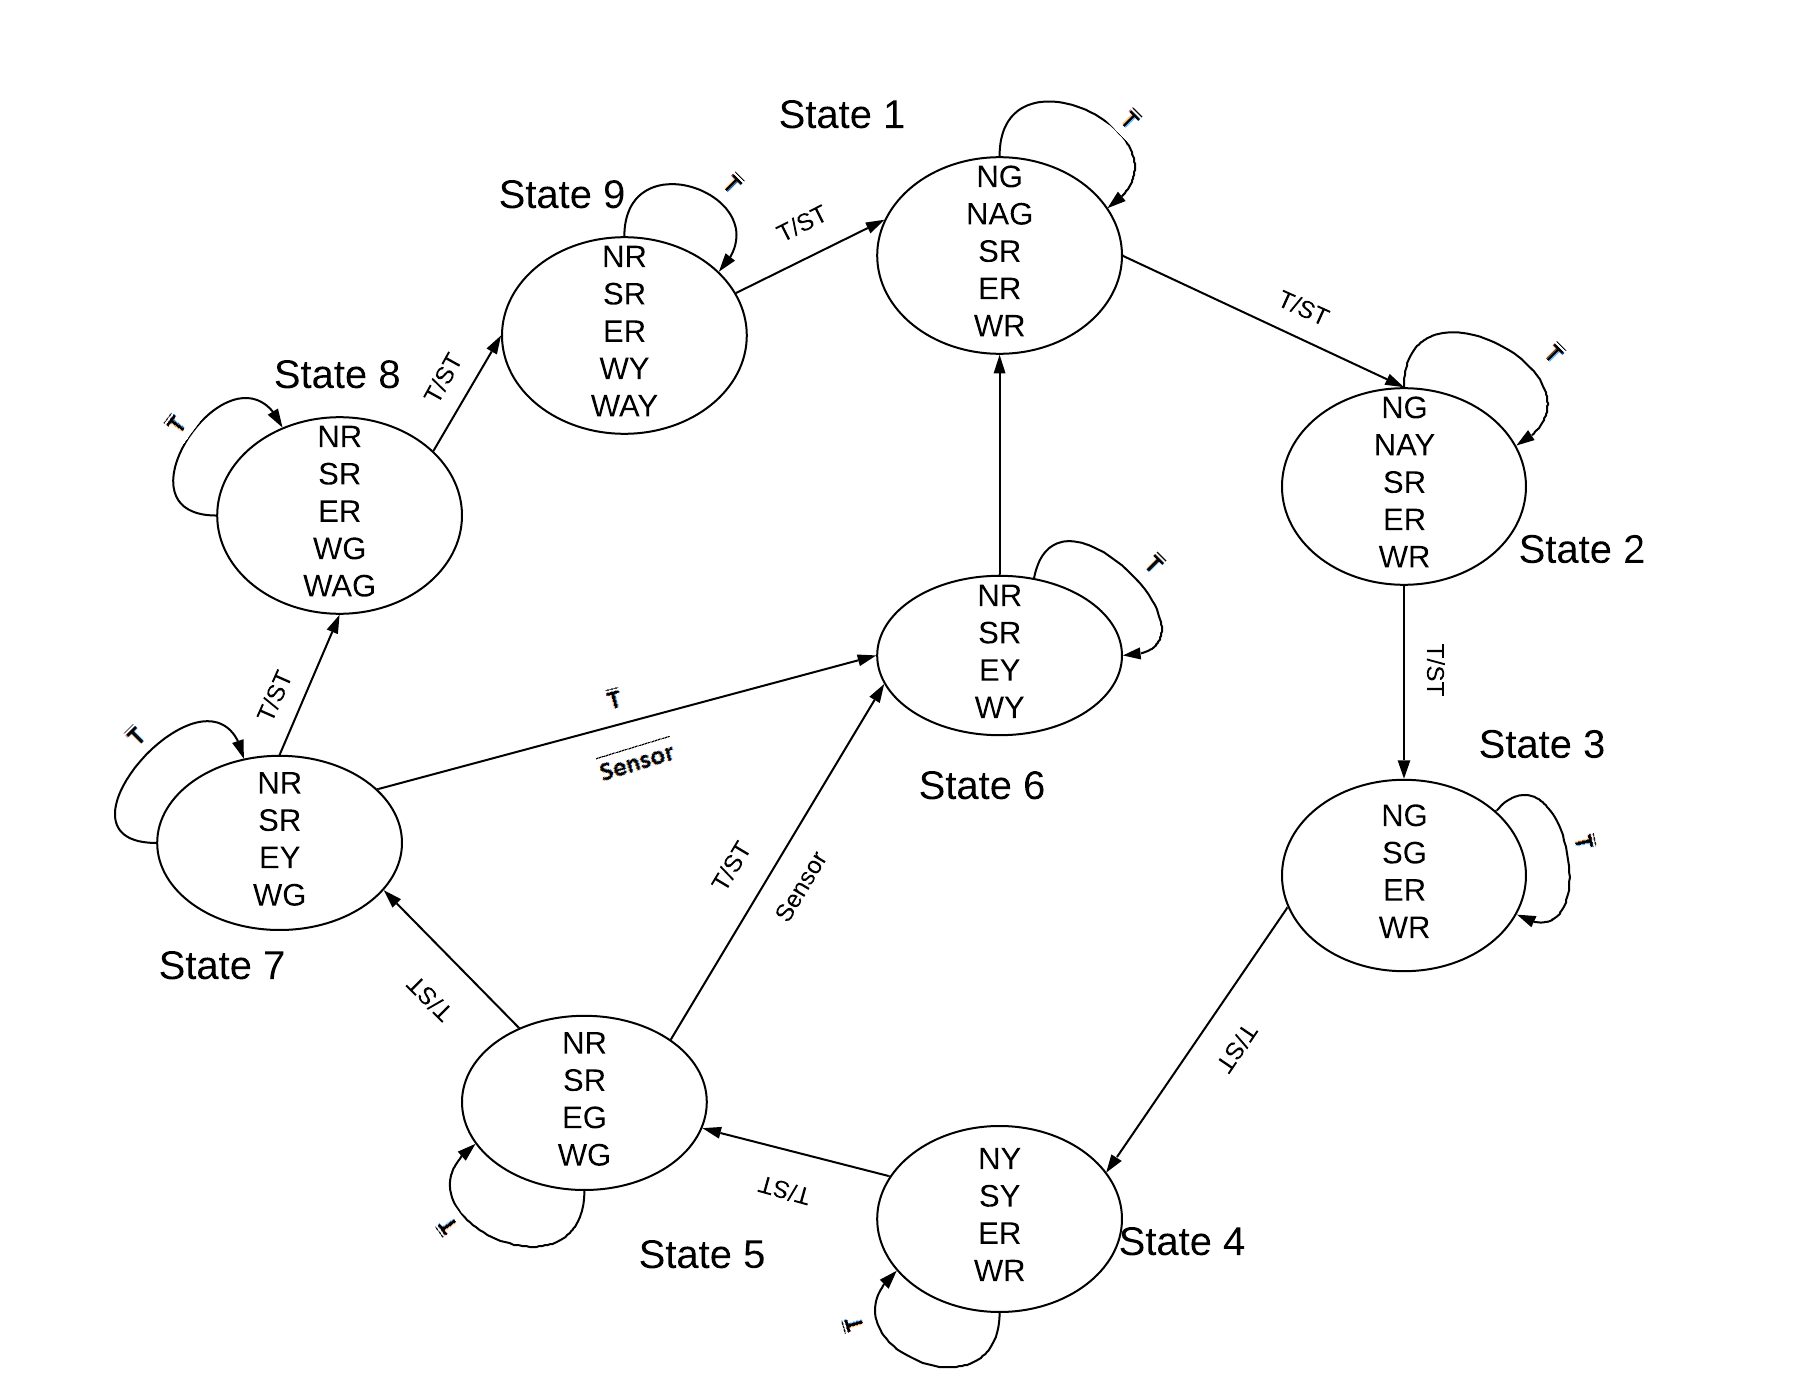 State 1
T̅
NG
NAG
SR
ER
WR
State 9
T̅
T/ST
NR
SR
ER
WY
WAY
T/ST
State 2
T̅
NG
NAY
SR
ER
WR
State 8
T̅
T/ST
NR
SR
ER
WG
WAG
T/ST
State 6
T̅
NR
SR
EY
WY
State 3
T̅
NG
SG
ER
WR
T/ST
T̅
S̅e̅n̅s̅o̅r̅
State 7
T̅
NR
SR
EY
WG
T/ST
Sensor
T/ST
T/ST
State 5
T̅
NR
SR
EG
WG
T/ST
State 4
T̅
NY
SY
ER
WR